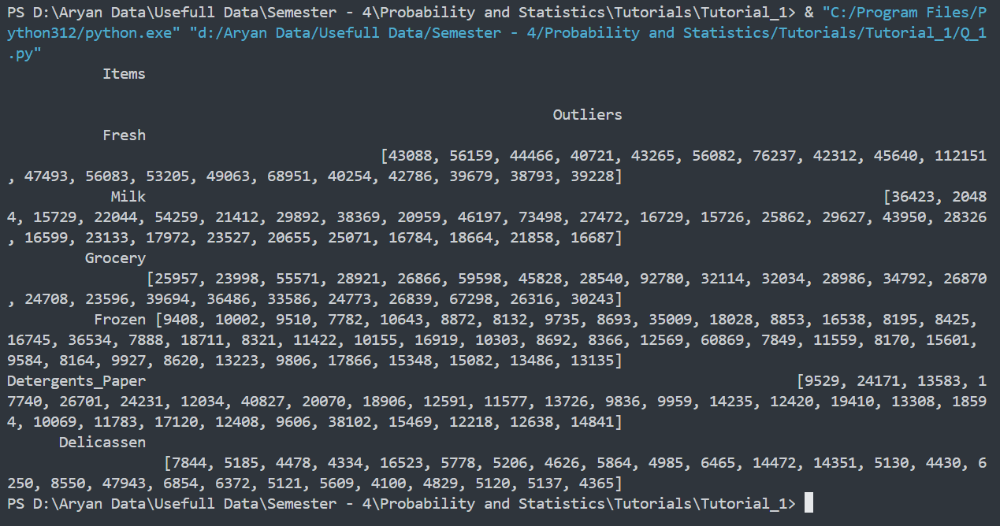 PS D:\Aryan Data\Usefull Data\Semester - 4\Probability and Statistics\Tutorials\Tutorial_1> & "C:/Program Files/P
ython312/python.exe" "d:/Aryan Data/Usefull Data/Semester - 4/Probability and Statistics/Tutorials/Tutorial_1/Q_1
.py"
Items
Outliers
Fresh
[43088, 56159, 44466, 40721, 43265, 56082, 76237, 42312, 45640, 112151
, 47493, 56083, 53205, 49063, 68951, 40254, 42786, 39679, 38793, 39228]
Milk [36423, 2048
4, 15729, 22044, 54259, 21412, 29892, 38369, 20959, 46197, 73498, 27472, 16729, 15726, 25862, 29627, 43950, 28326
, 16599, 23133, 17972, 23527, 20655, 25071, 16784, 18664, 21858, 16687]
Grocery
[25957, 23998, 55571, 28921, 26866, 59598, 45828, 28540, 92780, 32114, 32034, 28986, 34792, 26870
, 24708, 23596, 39694, 36486, 33586, 24773, 26839, 67298, 26316, 30243]
Frozen [9408, 10002, 9510, 7782, 10643, 8872, 8132, 9735, 8693, 35009, 18028, 8853, 16538, 8195, 8425,
16745, 36534, 7888, 18711, 8321, 11422, 10155, 16919, 10303, 8692, 8366, 12569, 60869, 7849, 11559, 8170, 15601,
9584, 8164, 9927, 8620, 13223, 9806, 17866, 15348, 15082, 13486, 13135]
Detergents_Paper [9529, 24171, 13583, 1
7740, 26701, 24231, 12034, 40827, 20070, 18906, 12591, 11577, 13726, 9836, 9959, 14235, 12420, 19410, 13308, 1859
4, 10069, 11783, 17120, 12408, 9606, 38102, 15469, 12218, 12638, 14841]
Delicassen
[7844, 5185, 4478, 4334, 16523, 5778, 5206, 4626, 5864, 4985, 6465, 14472, 14351, 5130, 4430, 6
250, 8550, 47943, 6854, 6372, 5121, 5609, 4100, 4829, 5120, 5137, 4365]
PS D:\Aryan Data\Usefull Data\Semester - 4\Probability and Statistics\Tutorials\Tutorial_1>